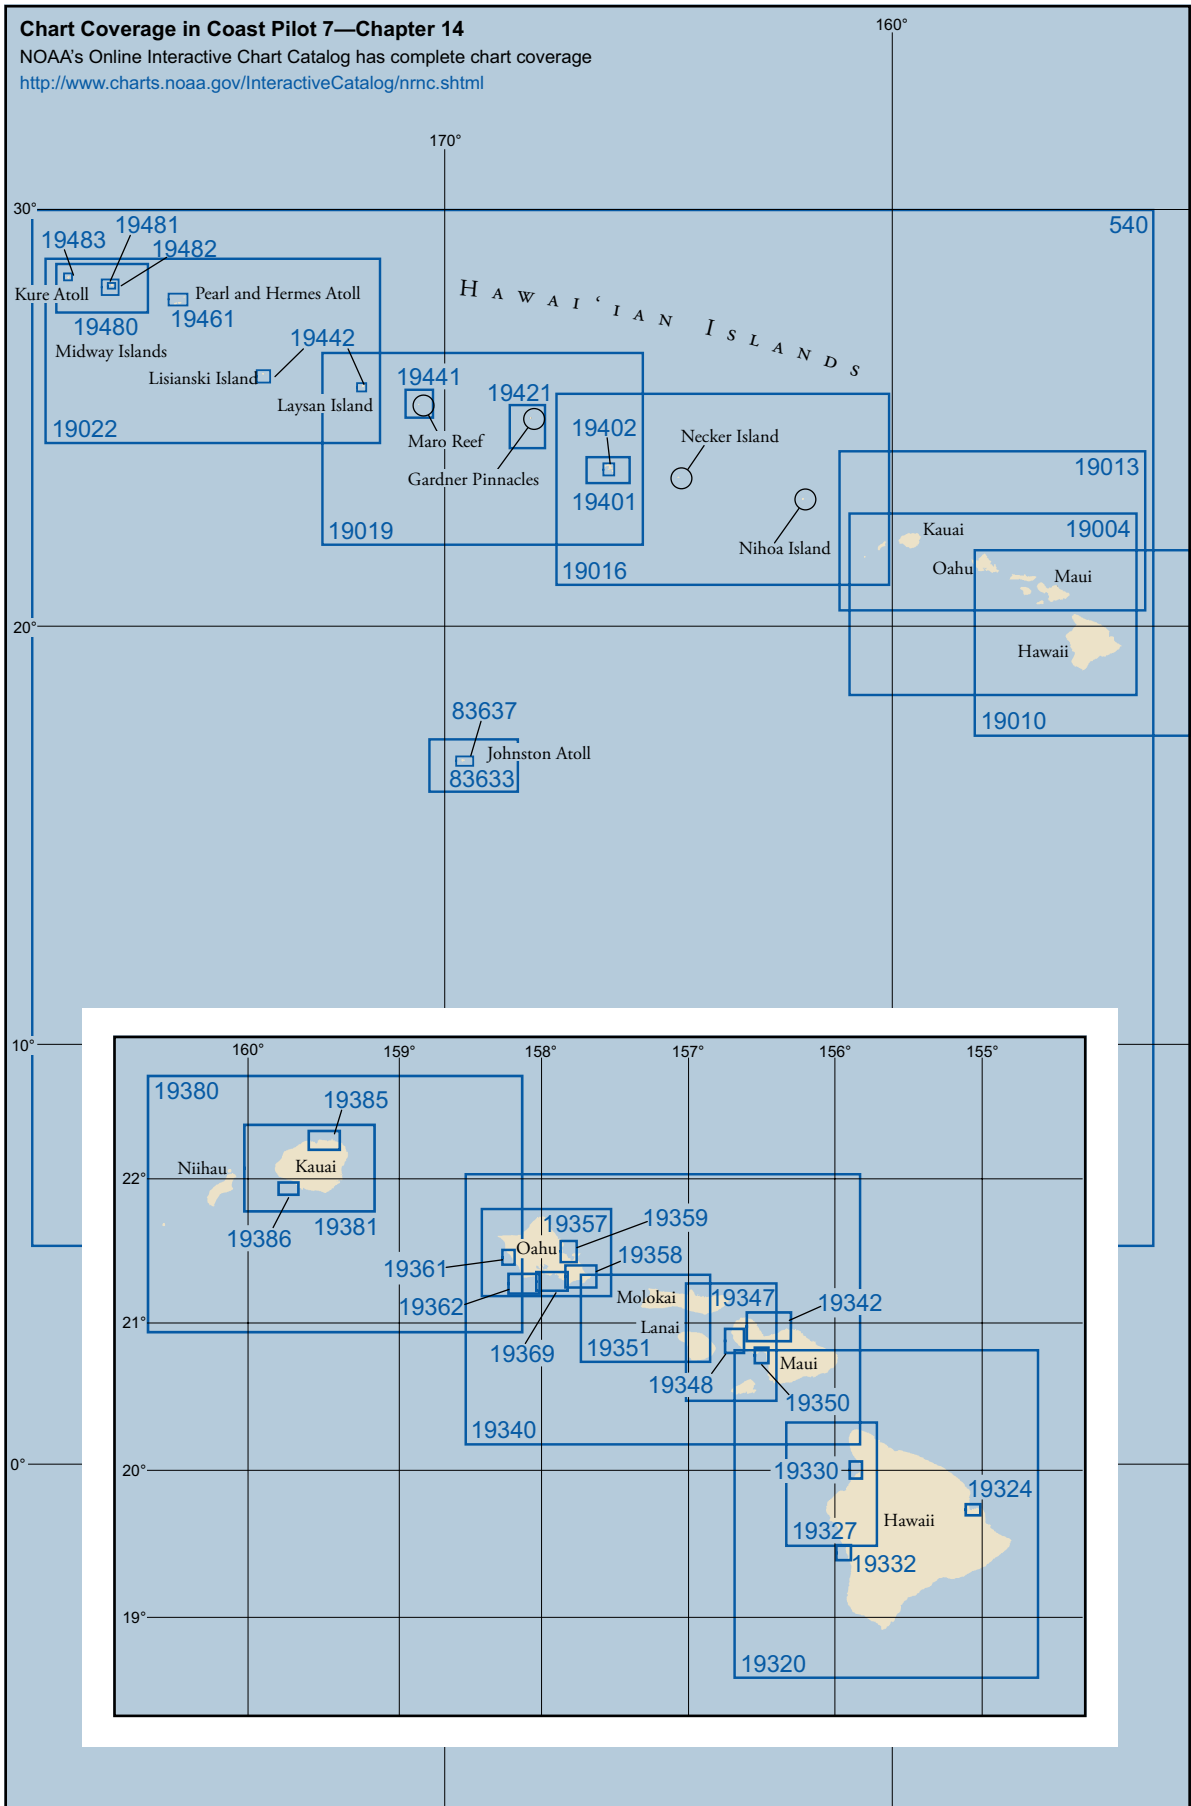 Chart Coverage in Coast Pilot 7—Chapter 14
NOAA's Online Interactive Chart Catalog has complete chart coverage
http://www.charts.noaa.gov/InteractiveCatalog/nrnc.shtml
160°
170°
30°
540
19481
19483
19482
Kure Atoll
Pearl and Hermes Atoll
19461
19480
Midway Islands
19442
Lisianski Island
Laysan Island
19022
HAWAI‘IAN ISLANDS
19441
19421
Maro Reef
Gardner Pinnacles
19402
Necker Island
19401
19019
Nihoa Island
19016
19013
19004
Kauai
Oahu
Maui
Hawaii
20°
19010
83637
Johnston Atoll
83633
10°
0°
160°
159°
158°
157°
156°
155°
19380
19385
Niihau
Kauai
22°
19386
19381
19357
19359
Oahu
19358
19361
19362
Molokai
19347
19342
21°
Lanai
19369
19351
Maui
19348
19350
19340
20°
19330
19324
Hawaii
19327
19332
19°
19320